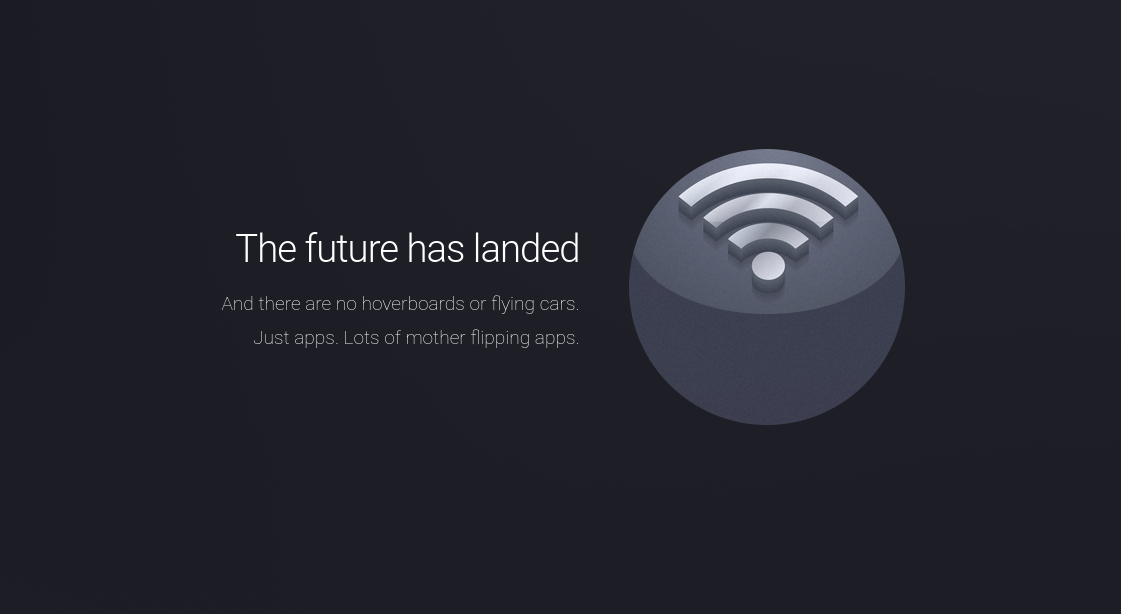 The future has landed
And there are no hoverboards or flying cars.
Just apps. Lots of mother flipping apps.